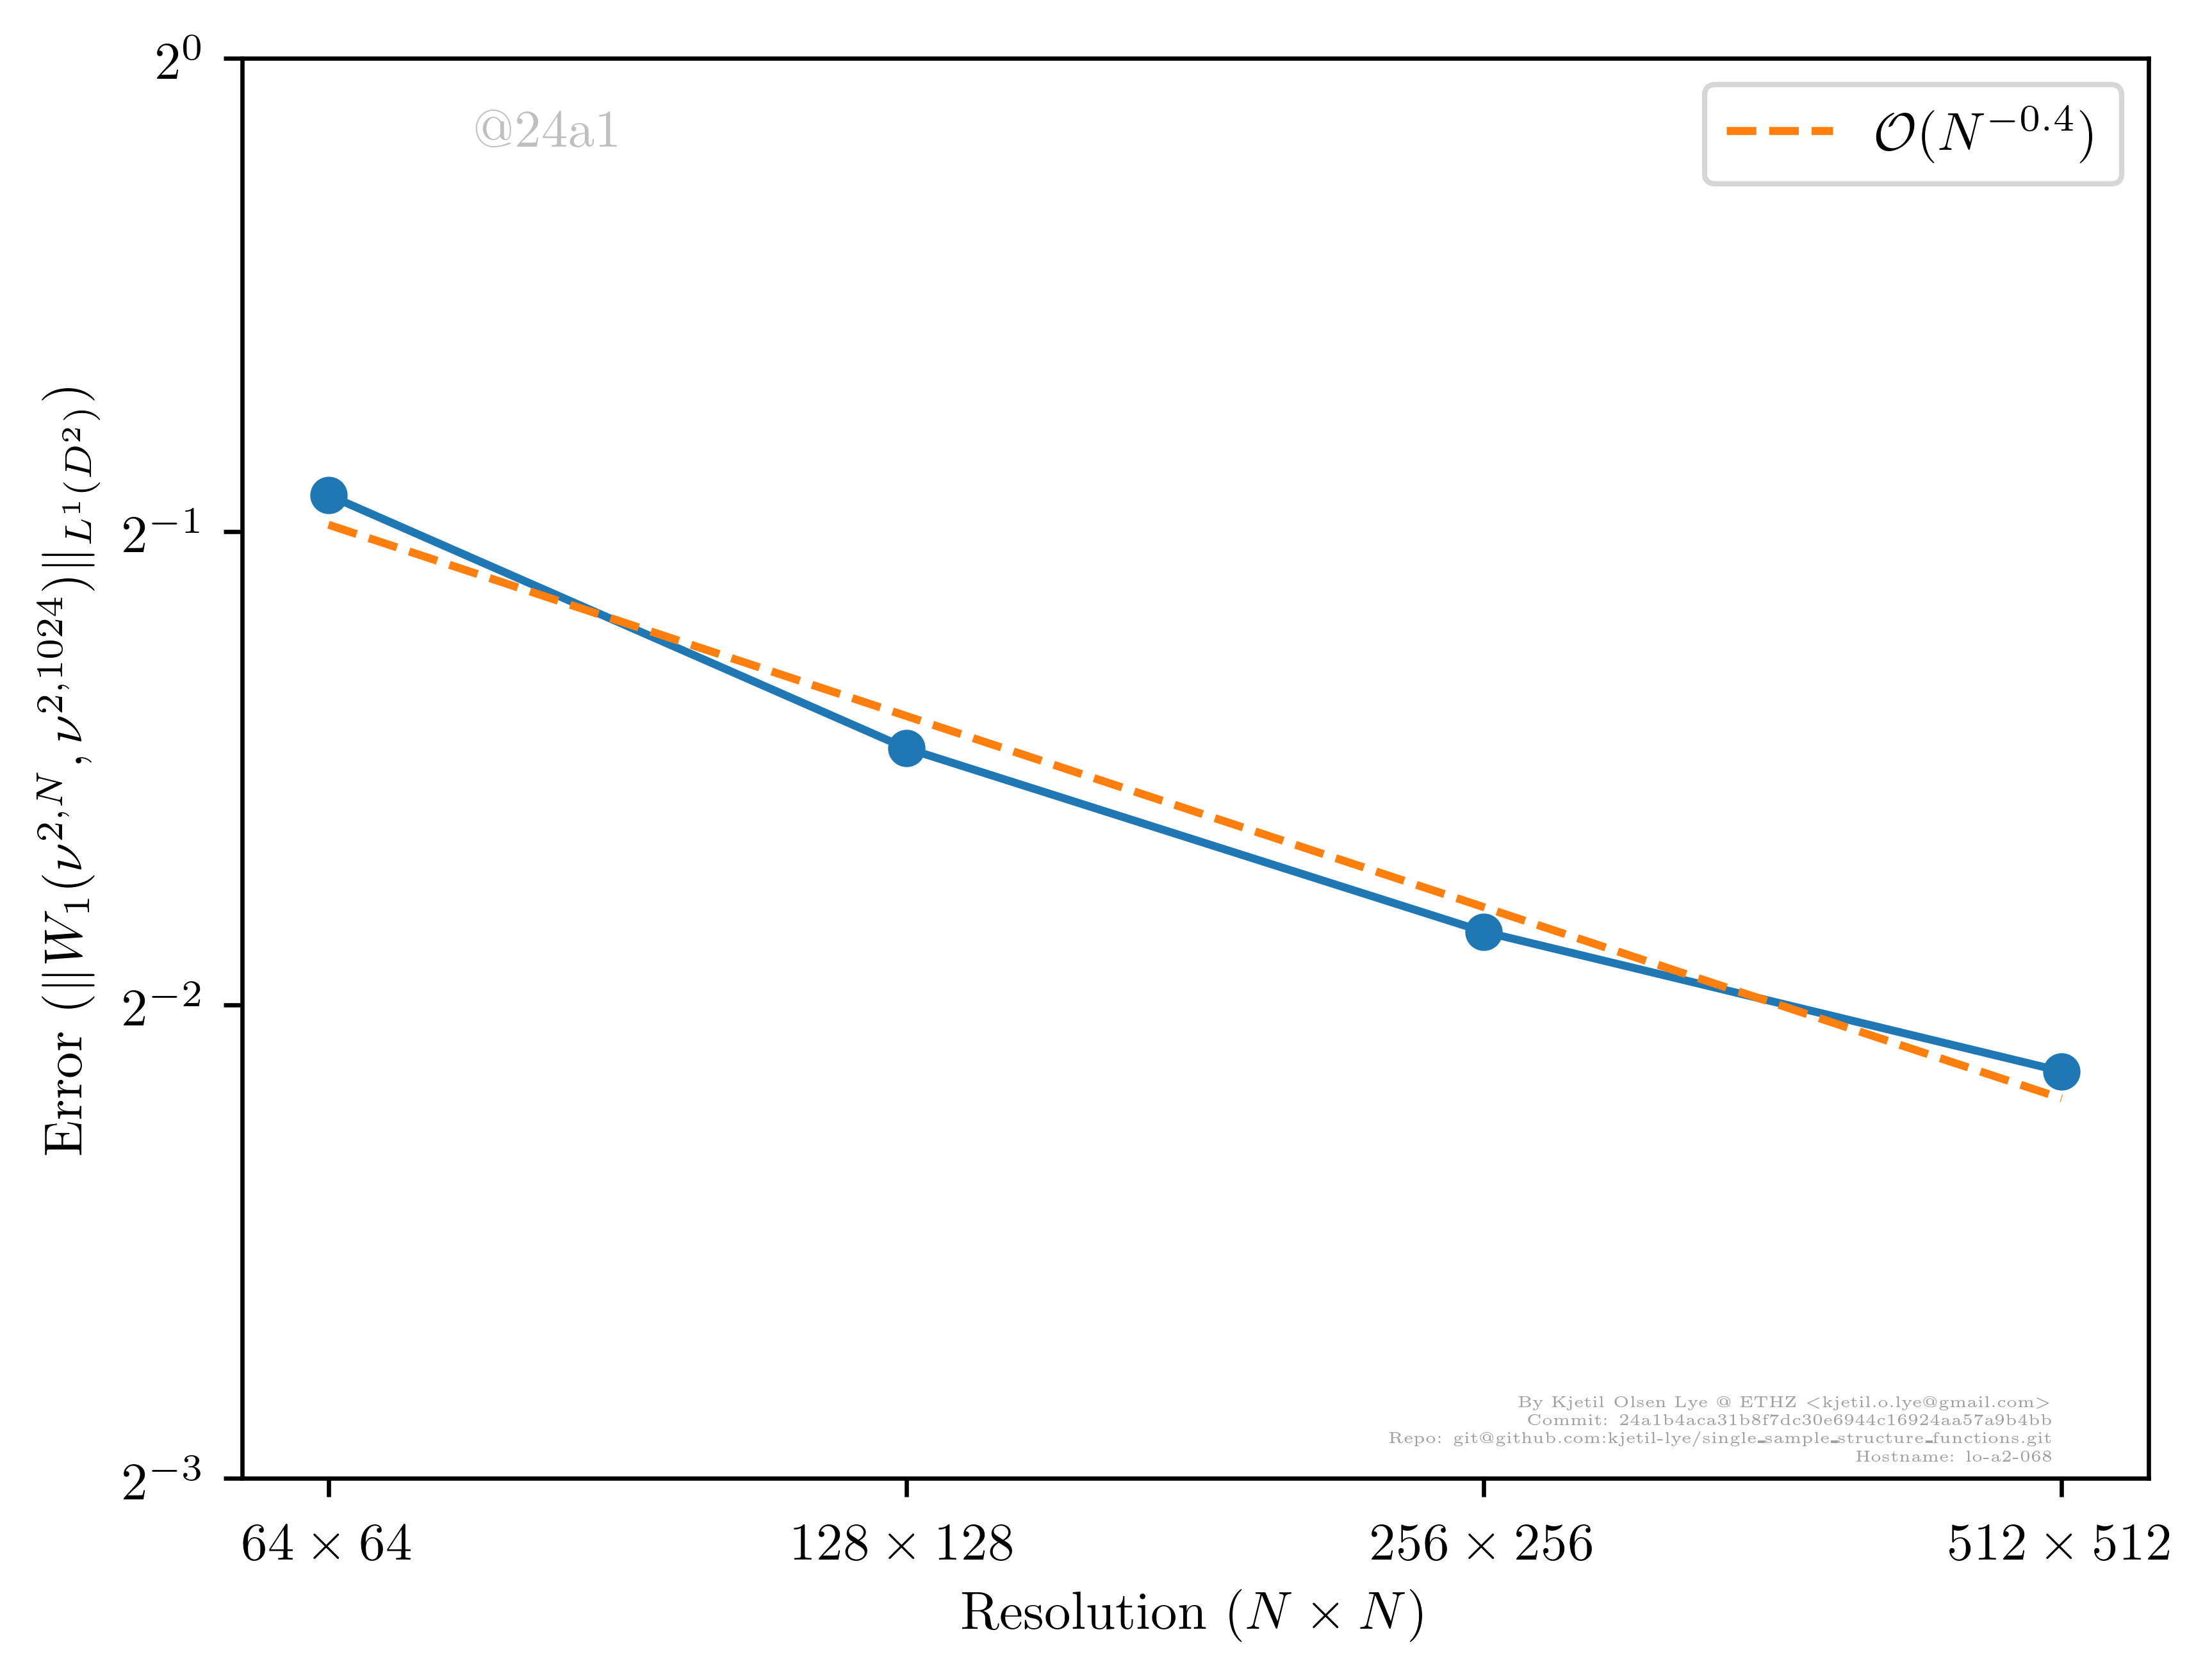 2^0
@24a1
O(N^{-0.4})
2^{-1}
2^{-2}
2^{-3}
Error (||W_1(ν^{2,N}, ν^{2,1024})||_{L^1(D^2)})
By Kjetil Olsen Lye @ ETHZ <kjetil.o.lye@gmail.com>
Commit: 24a1b4aca31b8f7dc30e6944c16924aa57a9b4bb
Repo: git@github.com:kjetil-lye/single_sample_structure_functions.git
Hostname: lo-a2-068
64 × 64 128 × 128 256 × 256 512 × 512
Resolution (N × N)